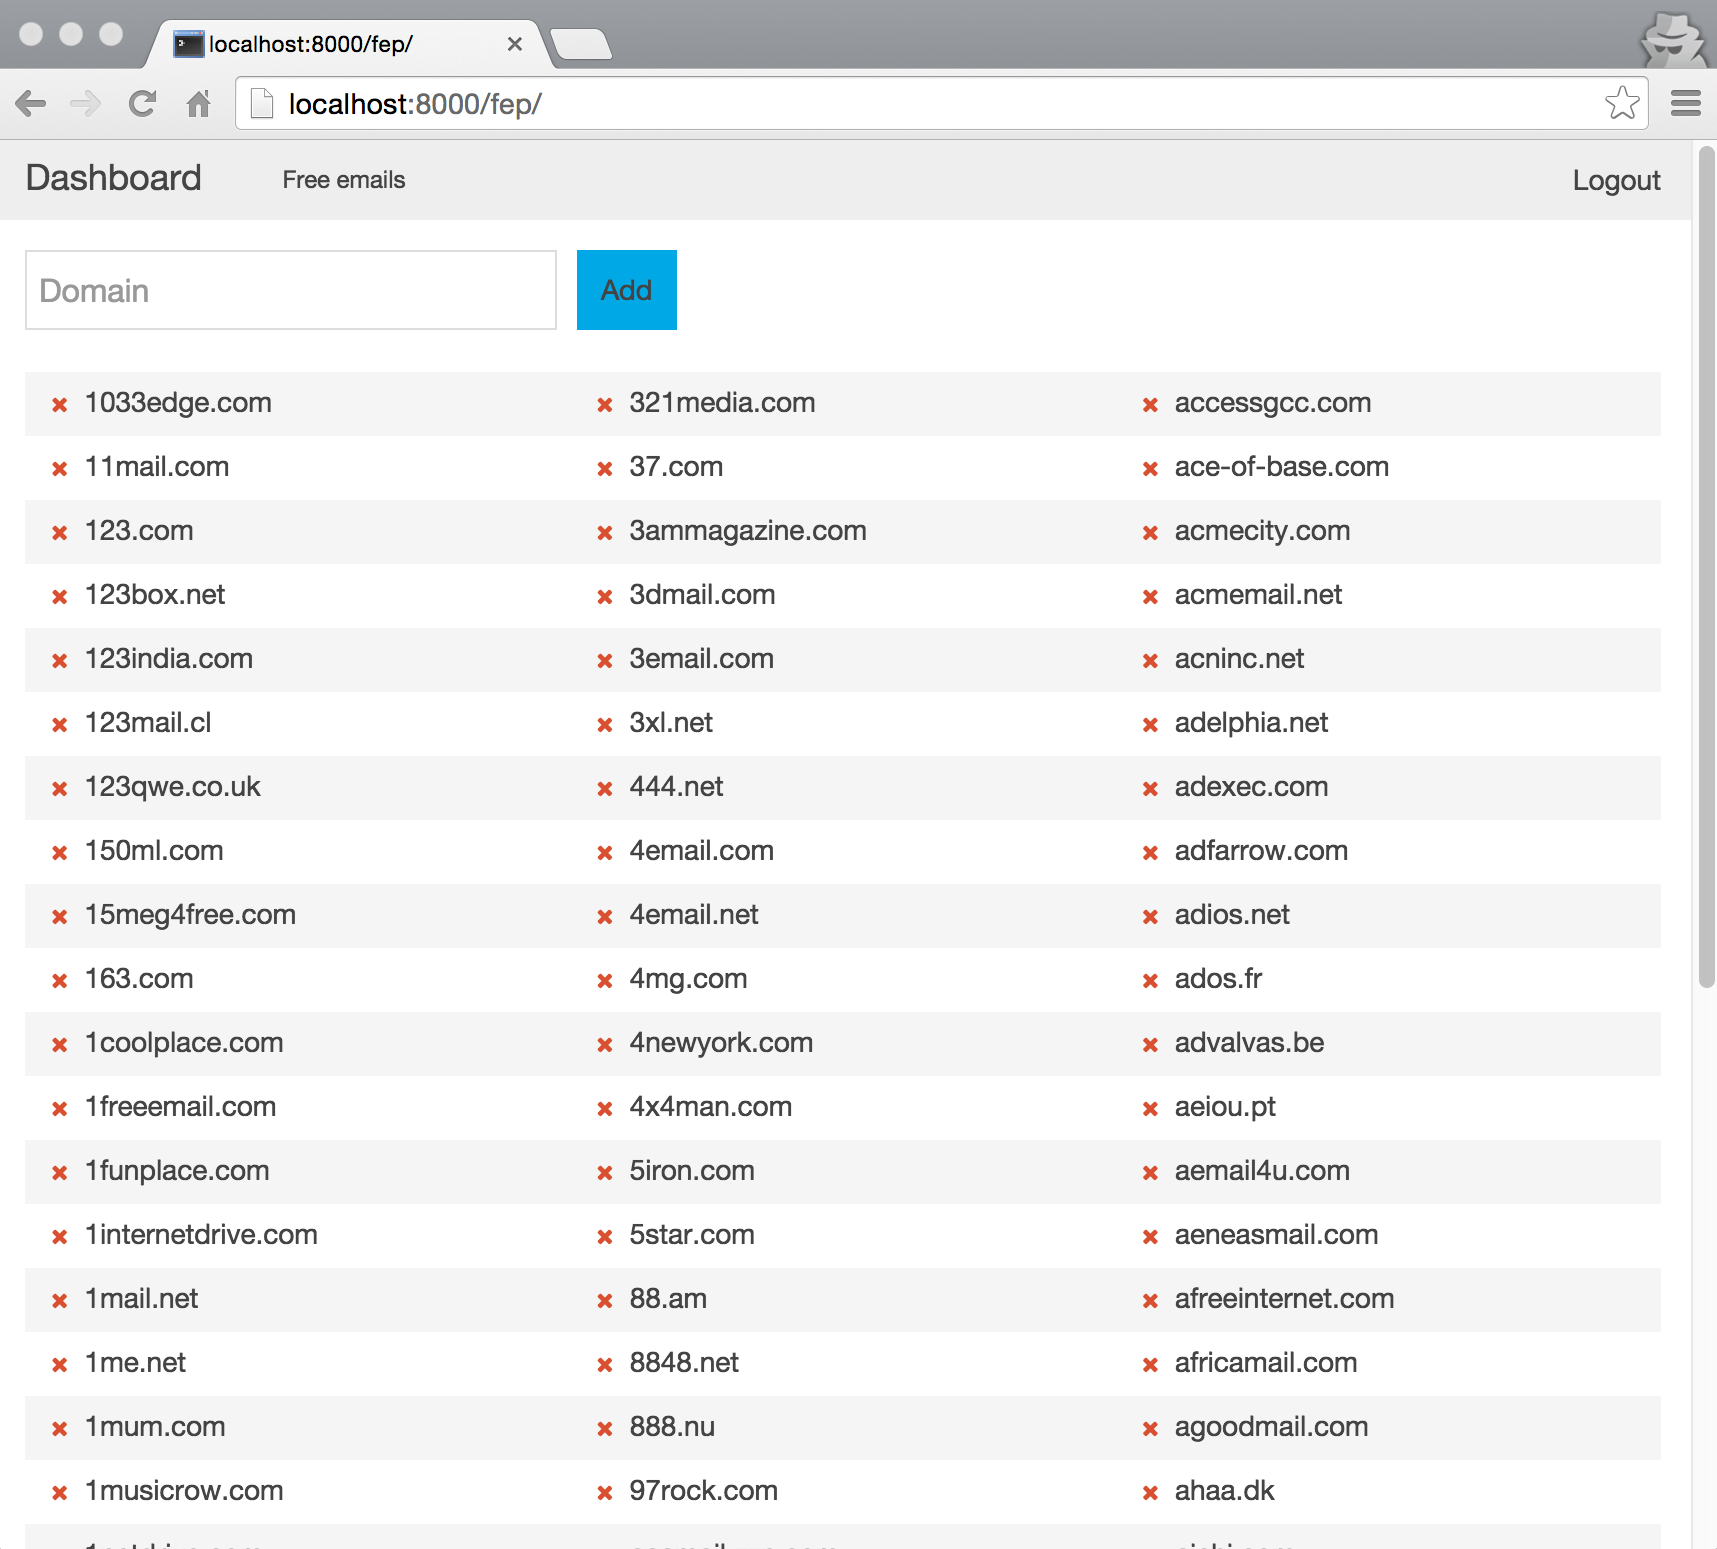 localhost:8000/fep/
localhost:8000/fep/
Dashboard Free emails Logout
Domain Add
1033edge.com 321media.com accessgcc.com
11mail.com 37.com ace-of-base.com
123.com 3ammagazine.com acmecity.com
123box.net 3dmail.com acmemail.net
123india.com 3email.com acninc.net
123mail.cl 3xl.net adelphia.net
123qwe.co.uk 444.net adexec.com
150ml.com 4email.com adfarrow.com
15meg4free.com 4email.net adios.net
163.com 4mg.com ados.fr
1coolplace.com 4newyork.com advalvas.be
1freeemail.com 4x4man.com aeiou.pt
1funplace.com 5iron.com aemail4u.com
1internetdrive.com 5star.com aeneasmail.com
1mail.net 88.am afreeinternet.com
1me.net 8848.net africamail.com
1mum.com 888.nu agoodmail.com
1musicrow.com 97rock.com ahaa.dk